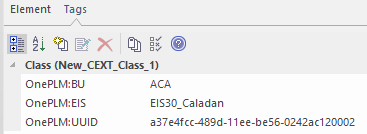 Element Tags
Class (New_CEXT_Class_1)
OnePLM:BU ACA
OnePLM:EIS EIS30_Caladan
OnePLM:UUID a37e4fcc-489d-11ee-be56-0242ac120002